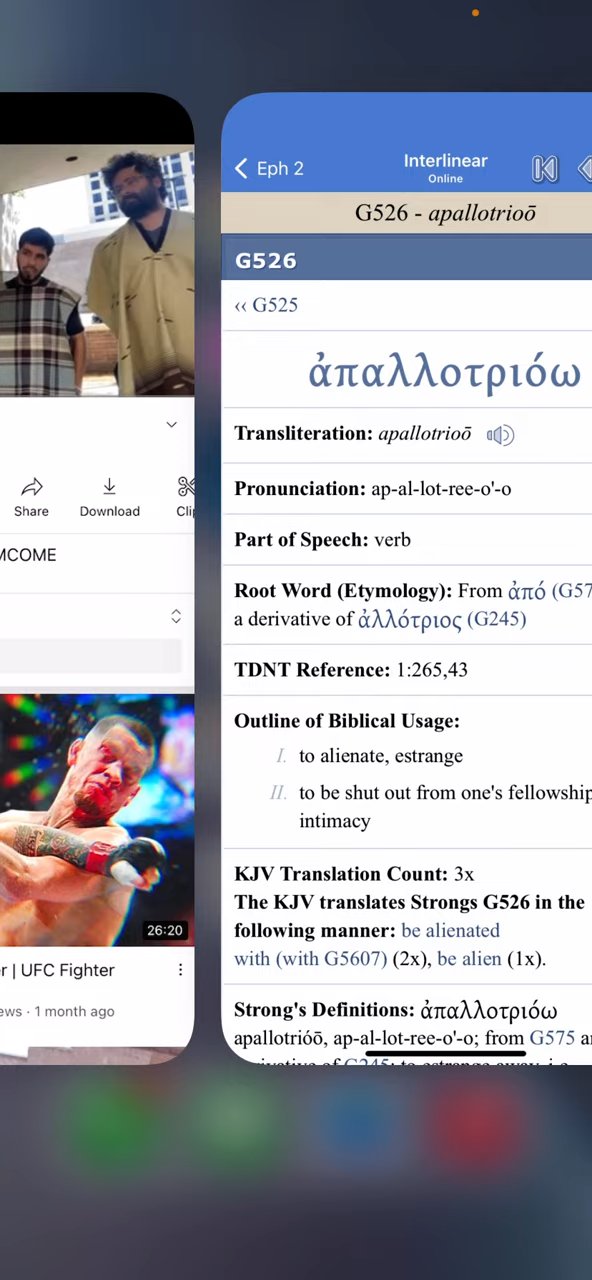 Share
Download
MCOME
26:20
r | UFC Fighter
ews · 1 month ago
Eph 2
Interlinear
Online
G526 - apallotrioō
G526
‹‹ G525
ἀπαλλοτριόω
Transliteration: apallotrioō
Pronunciation: ap-al-lot-ree-o'-o
Part of Speech: verb
Root Word (Etymology): From ἀπό (G57
a derivative of ἀλλότριος (G245)
TDNT Reference: 1:265,43
Outline of Biblical Usage:
I. to alienate, estrange
II. to be shut out from one's fellowship
intimacy
KJV Translation Count: 3x
The KJV translates Strongs G526 in the
following manner: be alienated
with (with G5607) (2x), be alien (1x).
Strong's Definitions: ἀπαλλοτριόω
apallotrióō, ap-al-lot-ree-o'-o; from G575 a